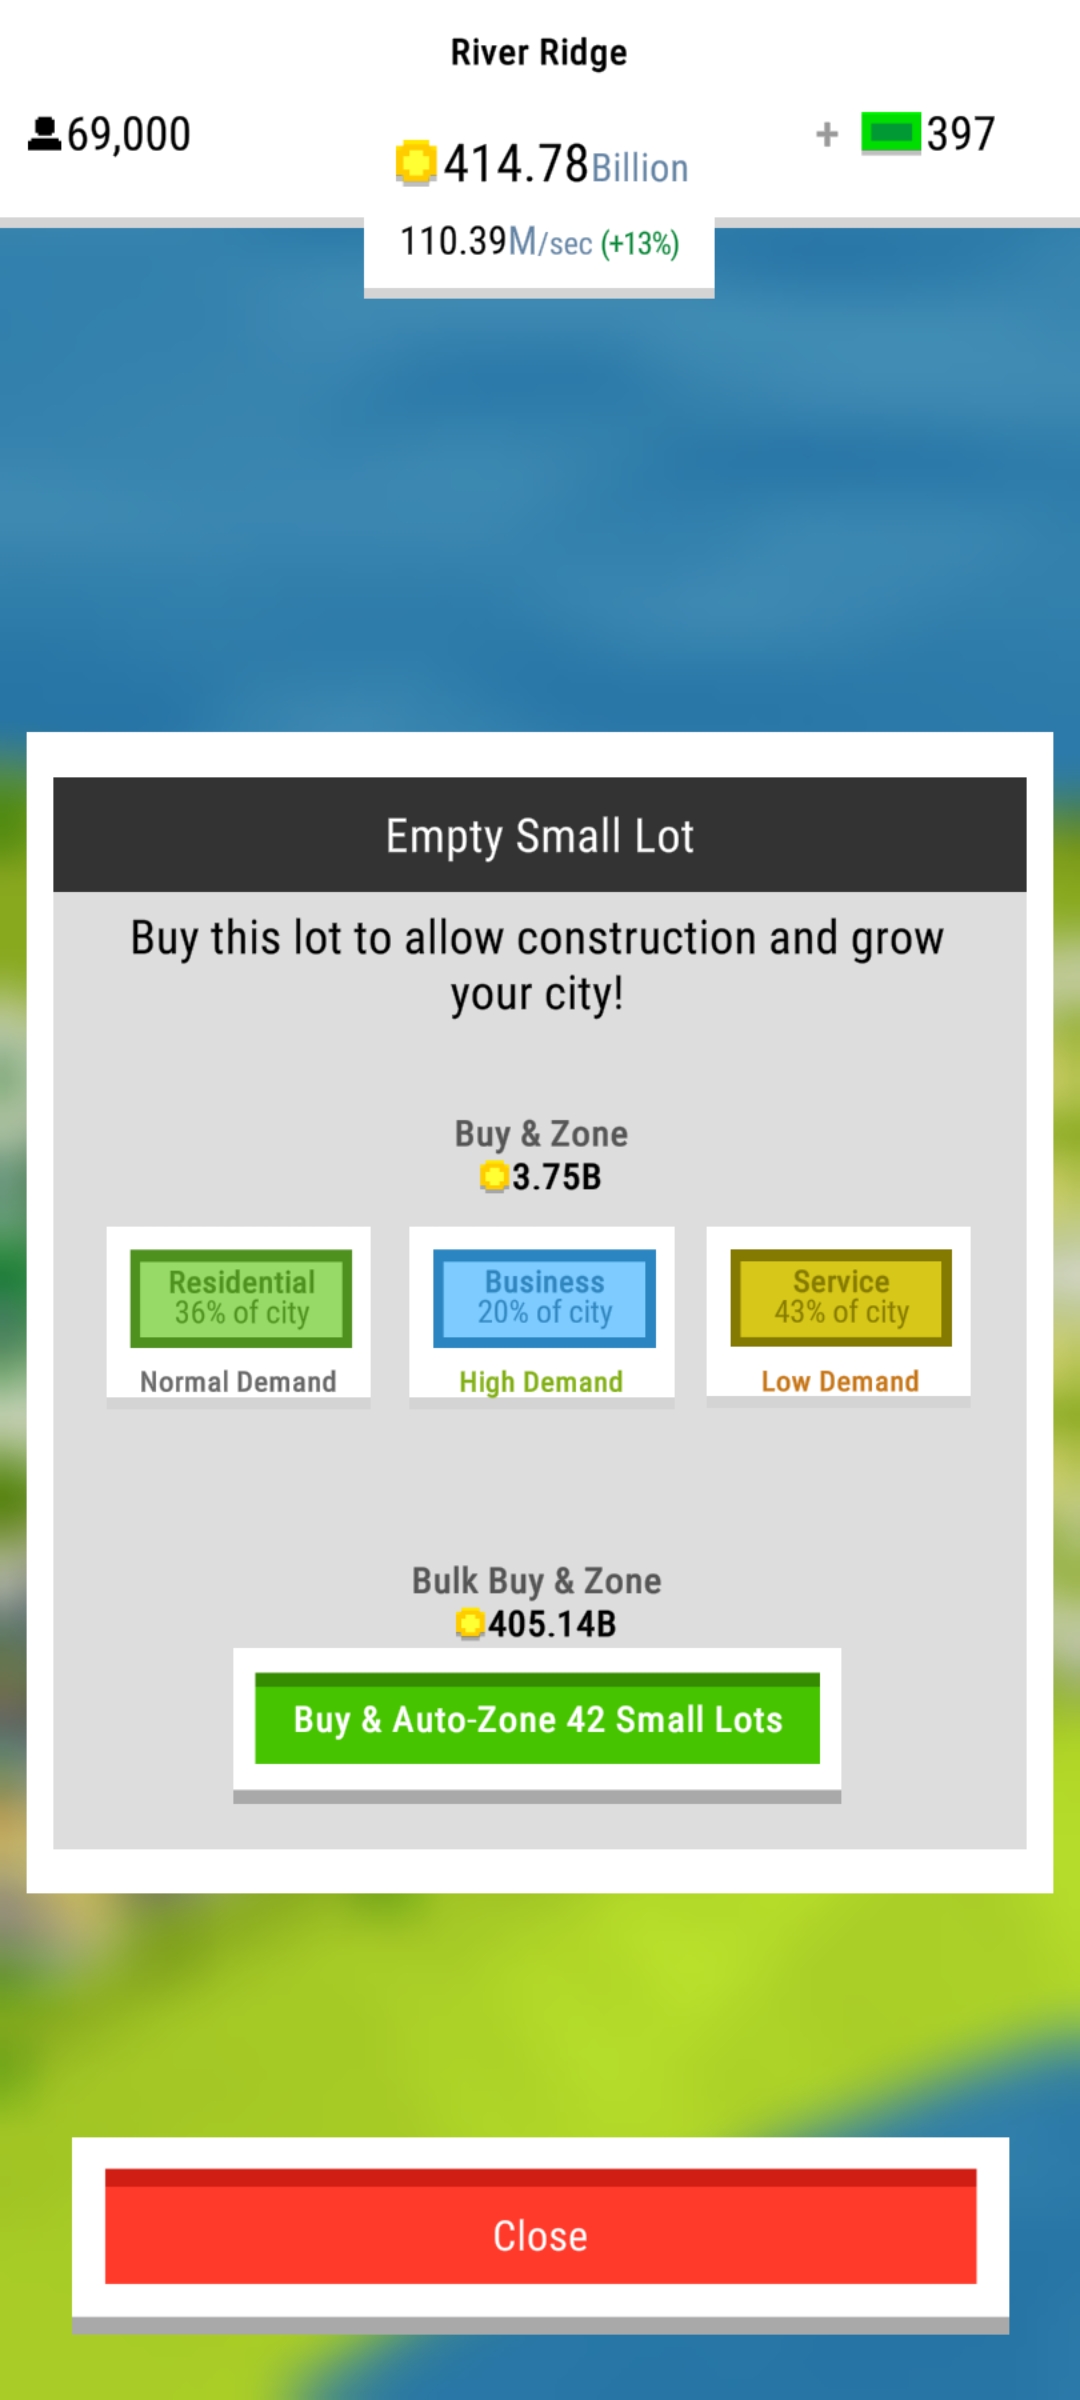 River Ridge
69,000
414.78 Billion
+ 397
110.39M/sec (+13%)
Empty Small Lot
Buy this lot to allow construction and grow
your city!
Buy & Zone
3.75B
Residential
36% of city
Normal Demand
Business
20% of city
High Demand
Service
43% of city
Low Demand
Bulk Buy & Zone
405.14B
Buy & Auto-Zone 42 Small Lots
Close